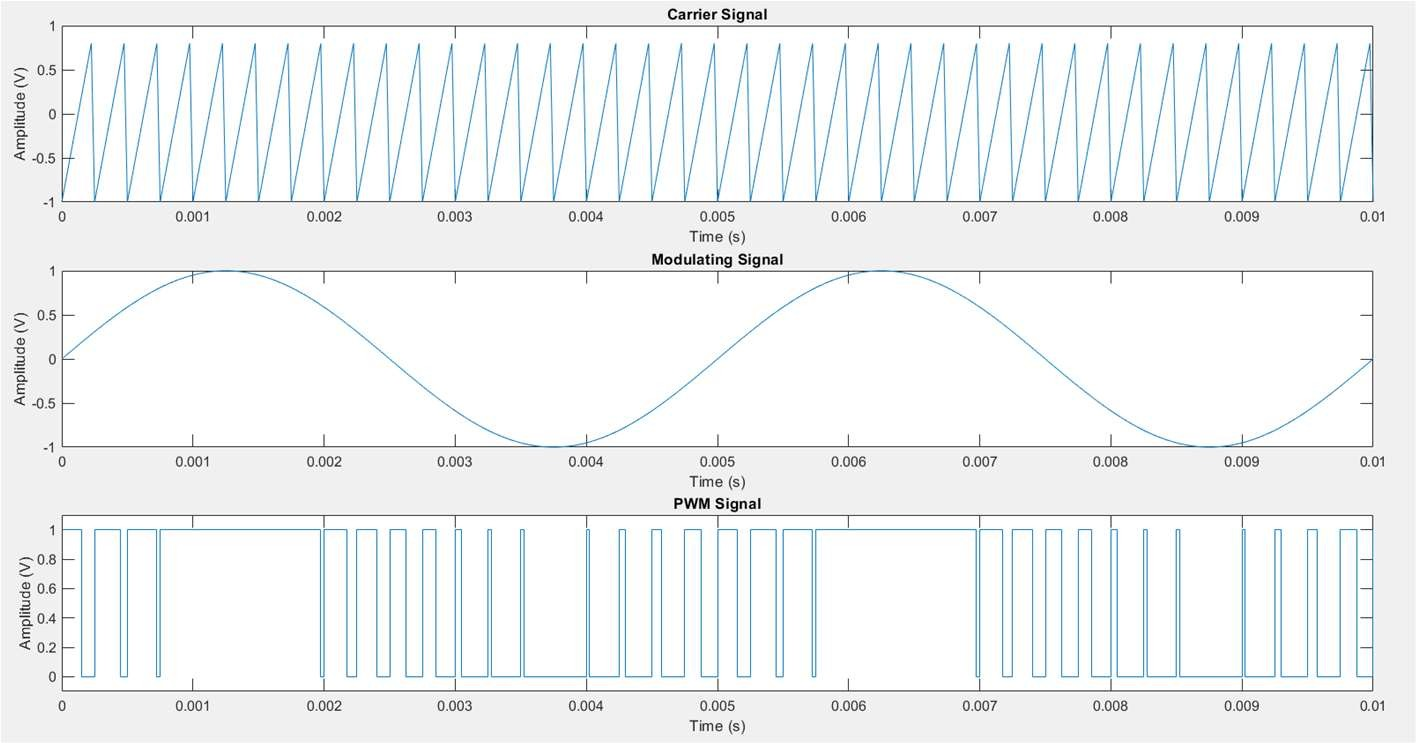 Carrier Signal
1
0.5
0
-0.5
-1
Amplitude (V)
0 0.001 0.002 0.003 0.004 0.005 0.006 0.007 0.008 0.009 0.01
Time (s)
Modulating Signal
1
0.5
0
-0.5
-1
Amplitude (V)
0 0.001 0.002 0.003 0.004 0.005 0.006 0.007 0.008 0.009 0.01
Time (s)
PWM Signal
1
0.8
0.6
0.4
0.2
0
Amplitude (V)
0 0.001 0.002 0.003 0.004 0.005 0.006 0.007 0.008 0.009 0.01
Time (s)